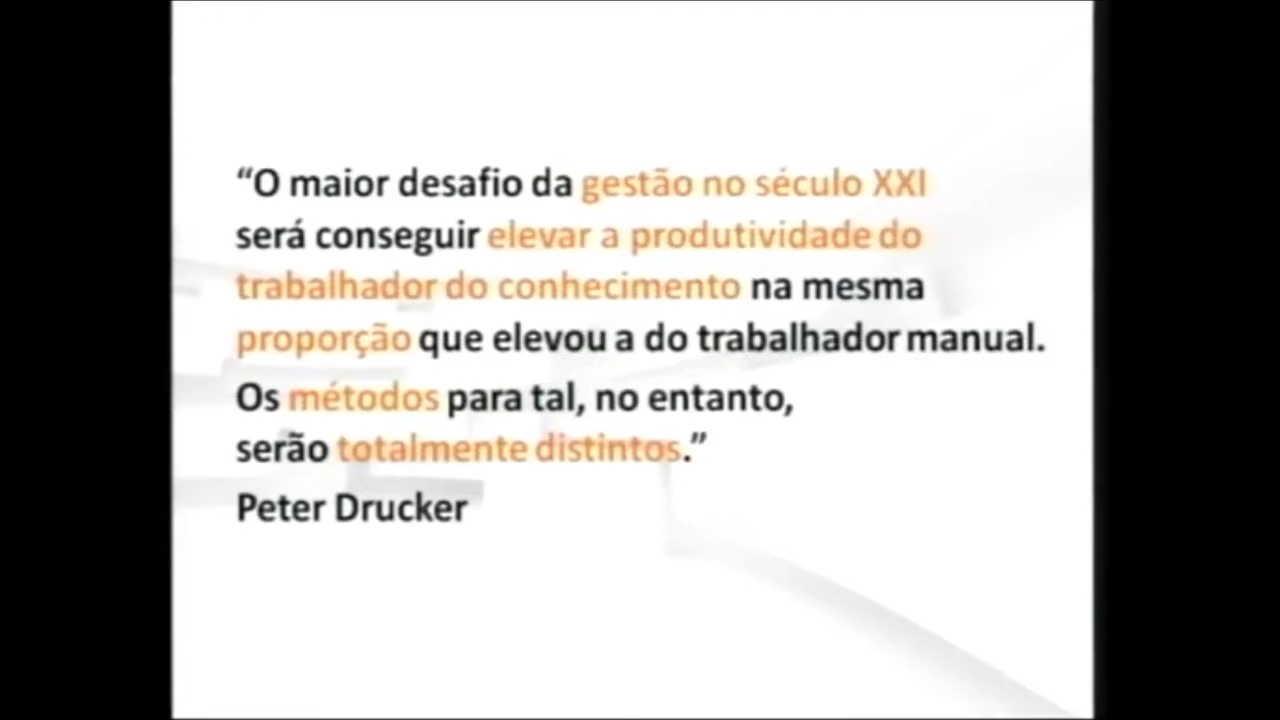 “O maior desafio da gestão no século XXI
será conseguir elevar a produtividade do
trabalhador do conhecimento na mesma
proporção que elevou a do trabalhador manual.
Os métodos para tal, no entanto,
serão totalmente distintos.”
Peter Drucker